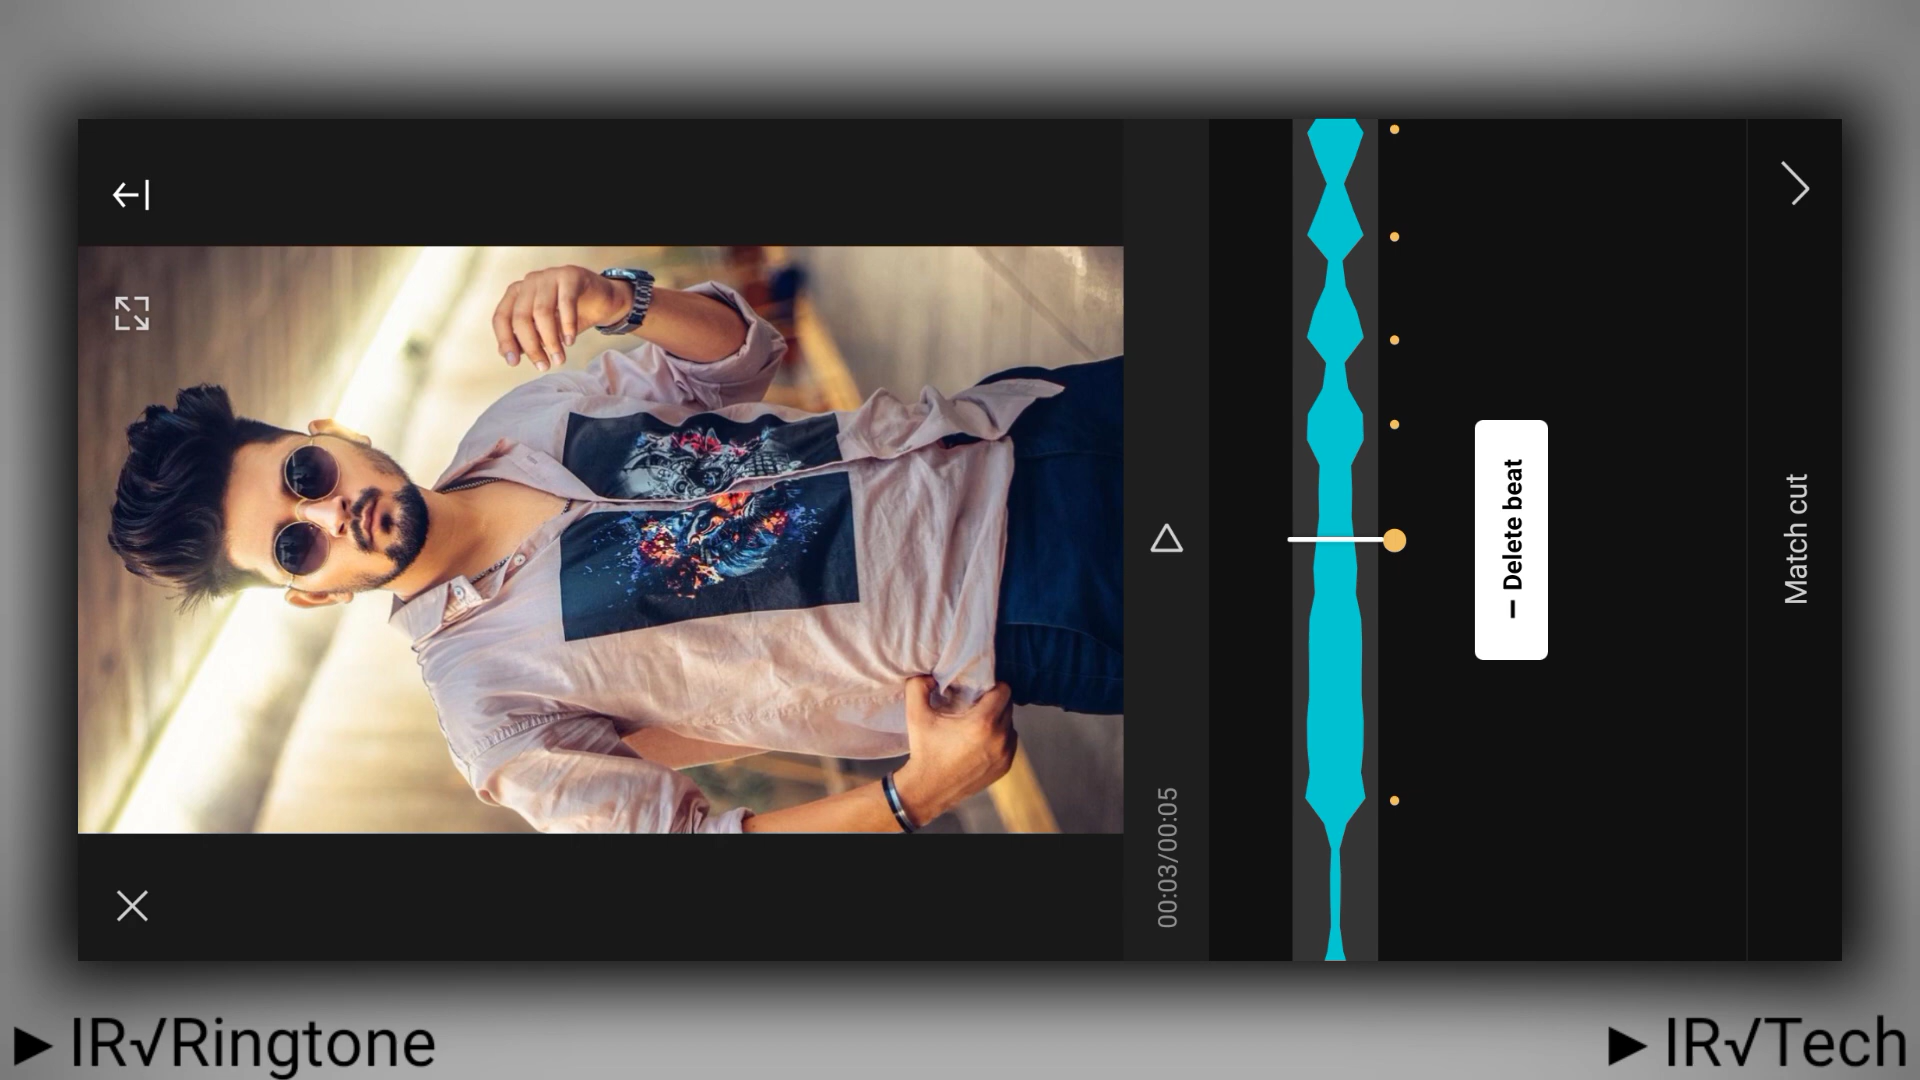 00:03/00:05
– Delete beat
Match cut
▶ IR√Ringtone
▶ IR√Tech